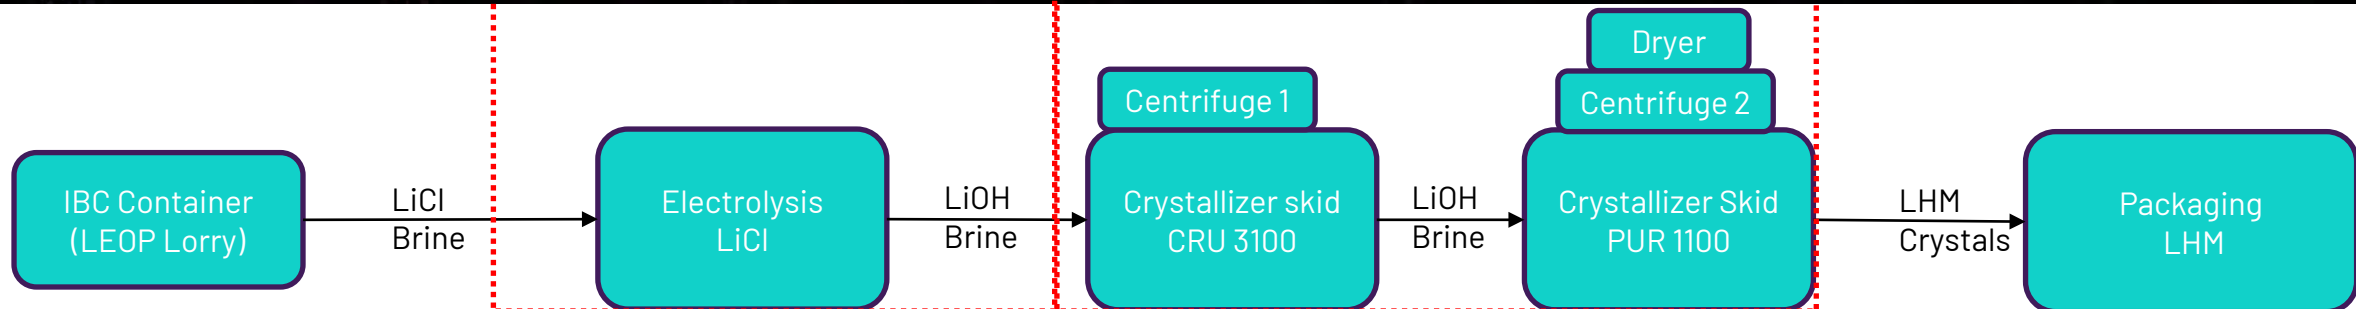 IBC Container
(LEOP Lorry)
LiCl
Brine
Electrolysis
LiCl
LiOH
Brine
Centrifuge 1
Crystallizer skid
CRU 3100
LiOH
Brine
Dryer
Centrifuge 2
Crystallizer Skid
PUR 1100
LHM
Crystals
Packaging
LHM